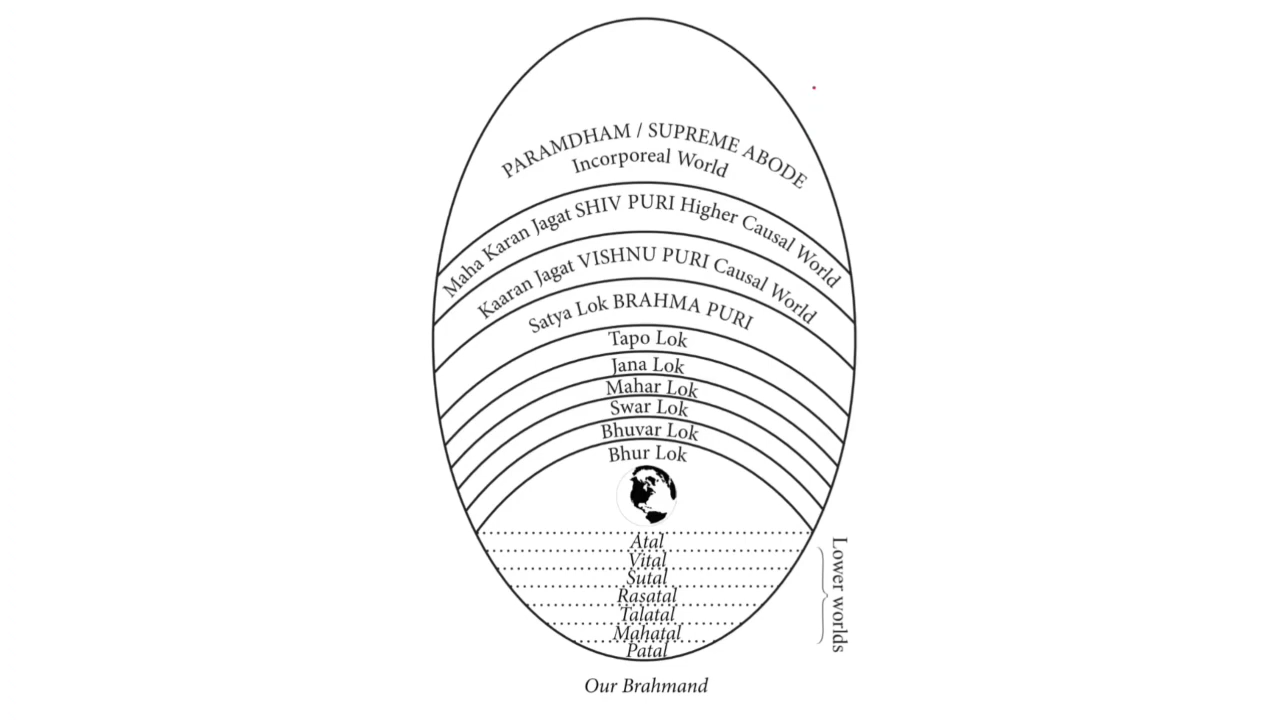 PARAMDHAM / SUPREME ABODE
Incorporeal World
Maha Karan Jagat SHIV PURI Higher Causal World
Kaaran Jagat VISHNU PURI Causal World
Satya Lok BRAHMA PURI
Tapo Lok
Jana Lok
Mahar Lok
Swar Lok
Bhuvar Lok
Bhur Lok
Atal
Vital
Sutal
Rasatal
Talatal
Mahatal
Patal
Lower worlds
Our Brahmand